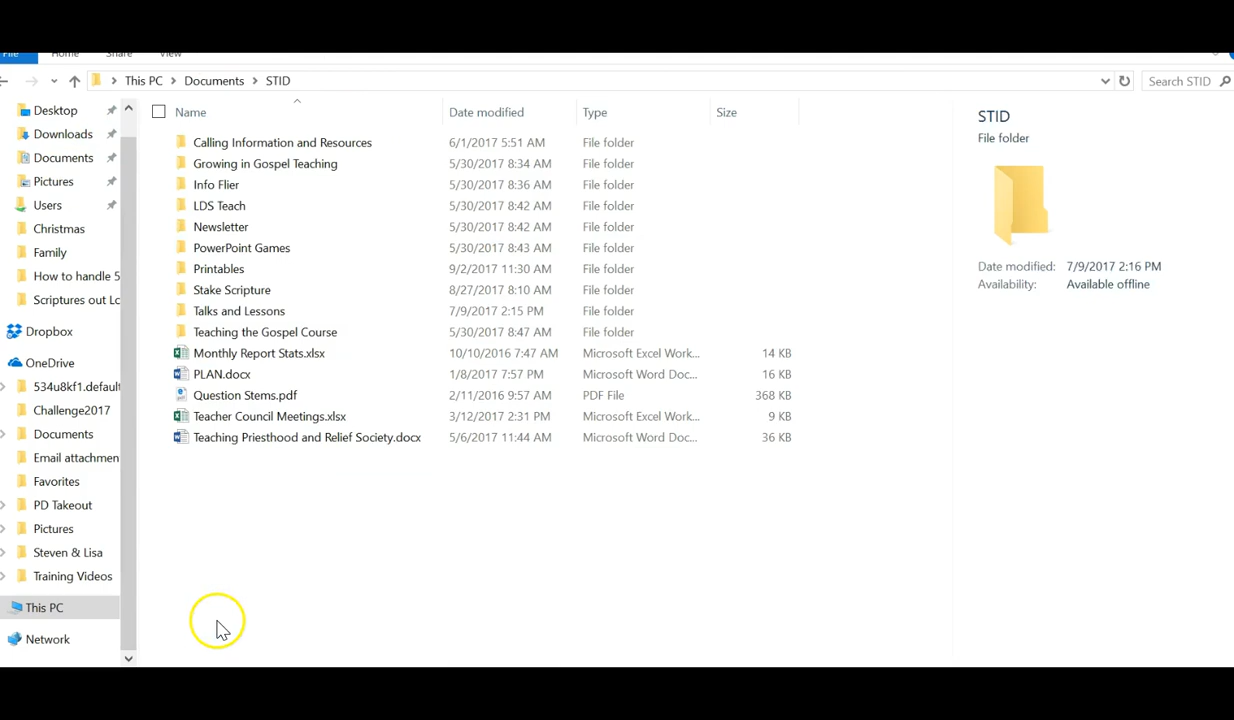 File Home Share View
This PC Documents STID Search STID
Name Date modified Type Size
Desktop
Downloads
Documents
Pictures
Users
Christmas
Family
How to handle 5
Scriptures out Lc
Dropbox
OneDrive
534u8kf1.default
Challenge2017
Documents
Email attachmen
Favorites
PD Takeout
Pictures
Steven & Lisa
Training Videos
This PC
Network
Calling Information and Resources 6/1/2017 5:51 AM File folder
Growing in Gospel Teaching 5/30/2017 8:34 AM File folder
Info Flier 5/30/2017 8:36 AM File folder
LDS Teach 5/30/2017 8:42 AM File folder
Newsletter 5/30/2017 8:42 AM File folder
PowerPoint Games 5/30/2017 8:43 AM File folder
Printables 9/2/2017 11:30 AM File folder
Stake Scripture 8/27/2017 8:10 AM File folder
Talks and Lessons 7/9/2017 2:15 PM File folder
Teaching the Gospel Course 5/30/2017 8:47 AM File folder
Monthly Report Stats.xlsx 10/10/2016 7:47 AM Microsoft Excel Work... 14 KB
PLAN.docx 1/8/2017 7:57 PM Microsoft Word Doc... 16 KB
Question Stems.pdf 2/11/2016 9:57 AM PDF File 368 KB
Teacher Council Meetings.xlsx 3/12/2017 2:31 PM Microsoft Excel Work... 9 KB
Teaching Priesthood and Relief Society.docx 5/6/2017 11:44 AM Microsoft Word Doc... 36 KB
STID
File folder
Date modified: 7/9/2017 2:16 PM
Availability: Available offline